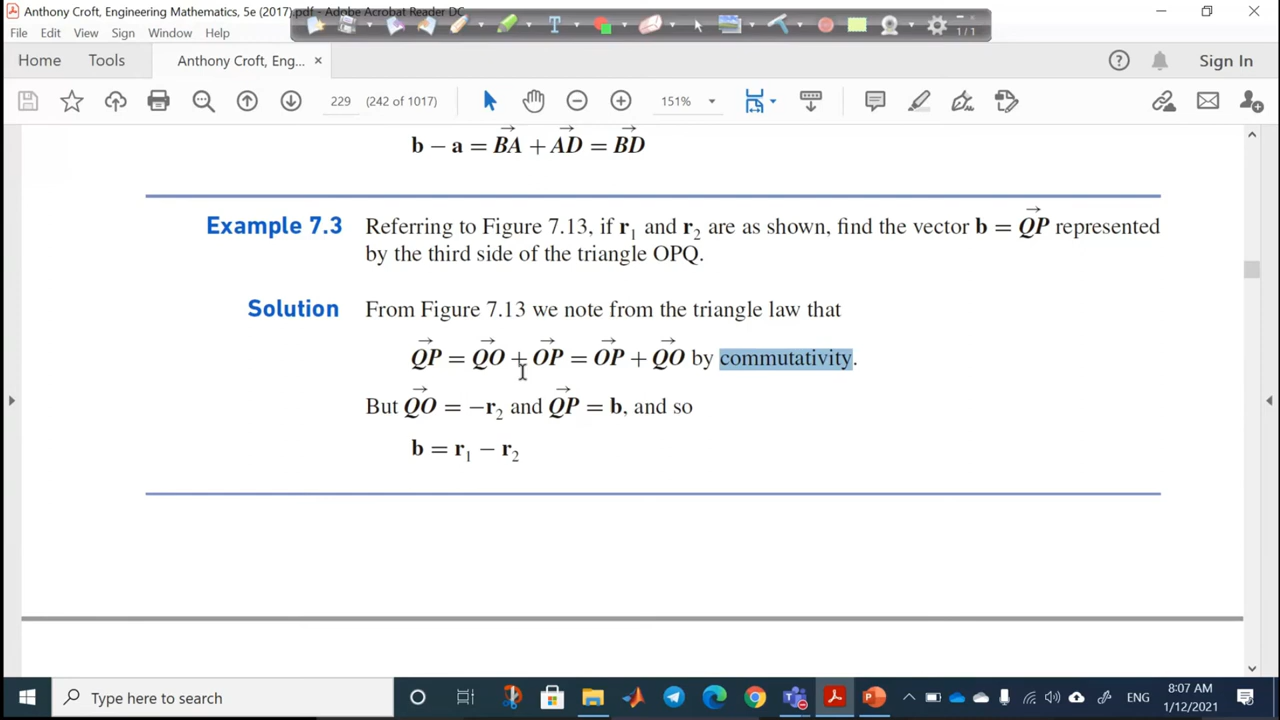 Anthony Croft, Engineering Mathematics, 5e (2017).pdf - Adobe Acrobat Reader DC
1/1
File Edit View Sign Window Help
Home Tools Anthony Croft, Eng... × Sign In
229 (242 of 1017) 151%
b − a = BA⃗ + AD⃗ = BD⃗
Example 7.3 Referring to Figure 7.13, if r₁ and r₂ are as shown, find the vector b = QP⃗ represented
by the third side of the triangle OPQ.
Solution From Figure 7.13 we note from the triangle law that
QP⃗ = QO⃗ + OP⃗ = OP⃗ + QO⃗ by commutativity.
But QO⃗ = −r₂ and QP⃗ = b, and so
b = r₁ − r₂
Type here to search
ENG
8:07 AM
1/12/2021